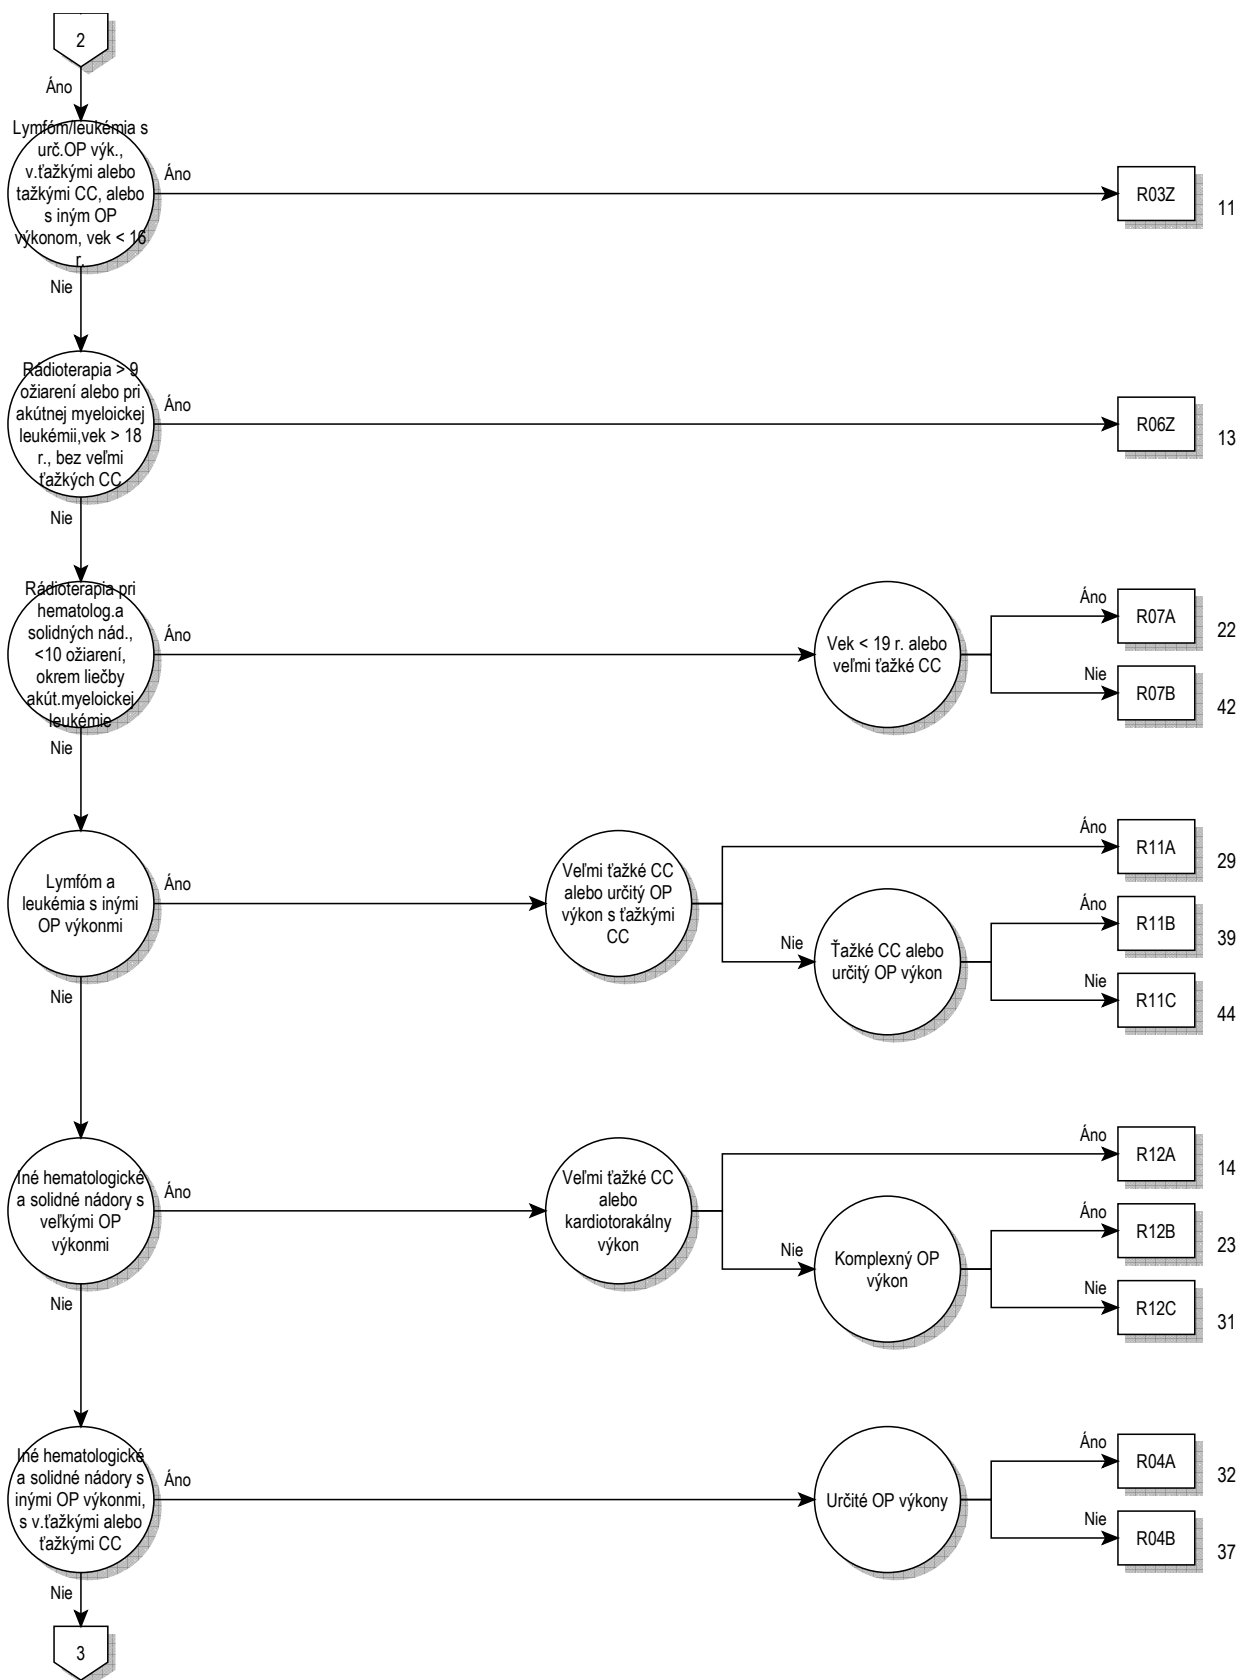 2
Áno
Lymfóm/leukémia s
urč.OP výk.,
v.ťažkými alebo
tažkými CC, alebo
s iným OP
výkonom, vek < 16
r.
Áno
R03Z
11
Nie
Rádioterapia > 9
ožiarení alebo pri
akútnej myeloickej
leukémii,vek > 18
r., bez veľmi
ťažkých CC
Áno
R06Z
13
Nie
Rádioterapia pri
hematolog.a
solidných nád.,
<10 ožiarení,
okrem liečby
akút.myeloickej
leukémie
Áno
Vek < 19 r. alebo
veľmi ťažké CC
Áno
R07A
22
Nie
R07B
42
Nie
Lymfóm a
leukémia s inými
OP výkonmi
Áno
Veľmi ťažké CC
alebo určitý OP
výkon s ťažkými
CC
Áno
R11A
29
Nie
Ťažké CC alebo
určitý OP výkon
Áno
R11B
39
Nie
R11C
44
Nie
Iné hematologické
a solidné nádory s
veľkými OP
výkonmi
Áno
Veľmi ťažké CC
alebo
kardiotorakálny
výkon
Áno
R12A
14
Nie
Komplexný OP
výkon
Áno
R12B
23
Nie
R12C
31
Nie
Iné hematologické
a solidné nádory s
inými OP výkonmi,
s v.ťažkými alebo
ťažkými CC
Áno
Určité OP výkony
Áno
R04A
32
Nie
R04B
37
Nie
3